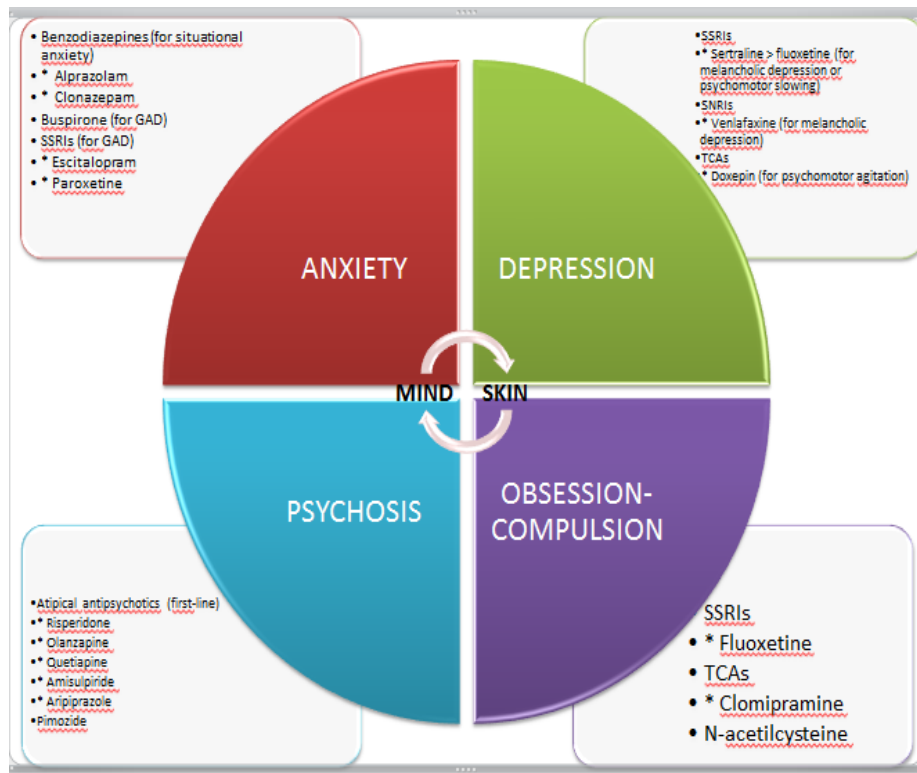 • Benzodiazepines (for situational
anxiety)
• * Alprazolam
• * Clonazepam
• Buspirone (for GAD)
• SSRIs (for GAD)
• * Escitalopram
• * Paroxetine
•SSRIs
•* Sertraline > fluoxetine (for
melancholic depression or
psychomotor slowing)
•SNRIs
•* Venlafaxine (for melancholic
depression)
•TCAs
•* Doxepin (for psychomotor agitation)
ANXIETY
DEPRESSION
MIND SKIN
PSYCHOSIS
OBSESSION-
COMPULSION
•Atipical antipsychotics (first-line)
•* Risperidone
•* Olanzapine
•* Quetiapine
•* Amisulpiride
•* Aripiprazole
•Pimozide
SSRIs
• * Fluoxetine
• TCAs
• * Clomipramine
• N-acetilcysteine